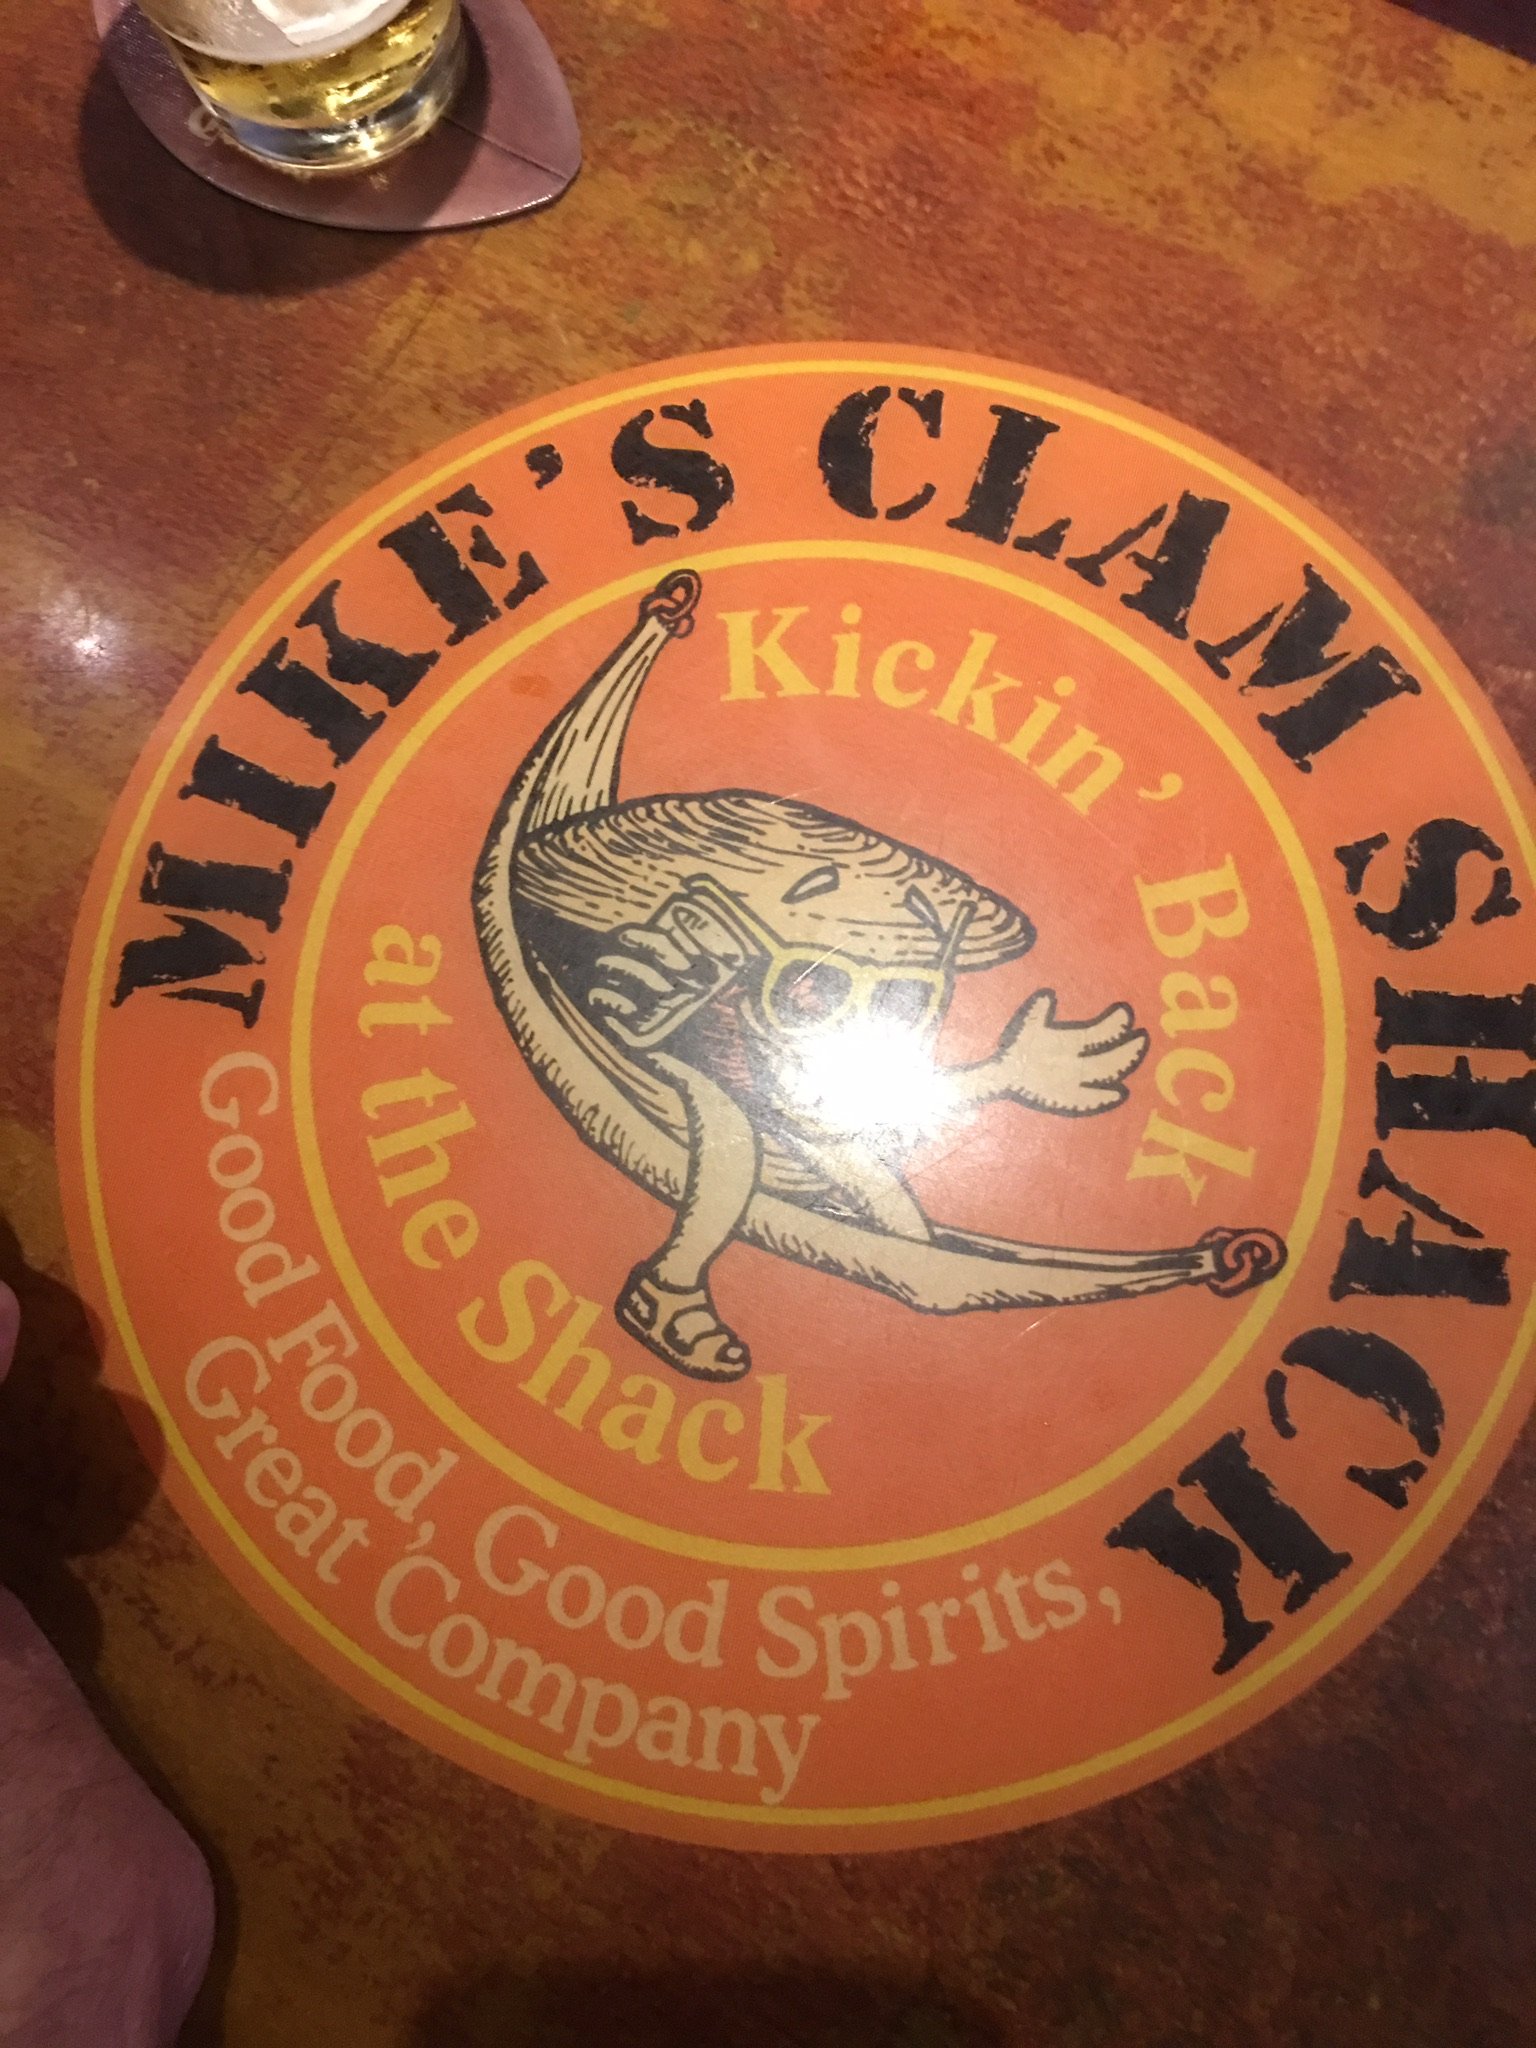 MIKE'S CLAM SHACK
Kickin' Back
at the Shack
Good Food, Good Spirits,
Great Company